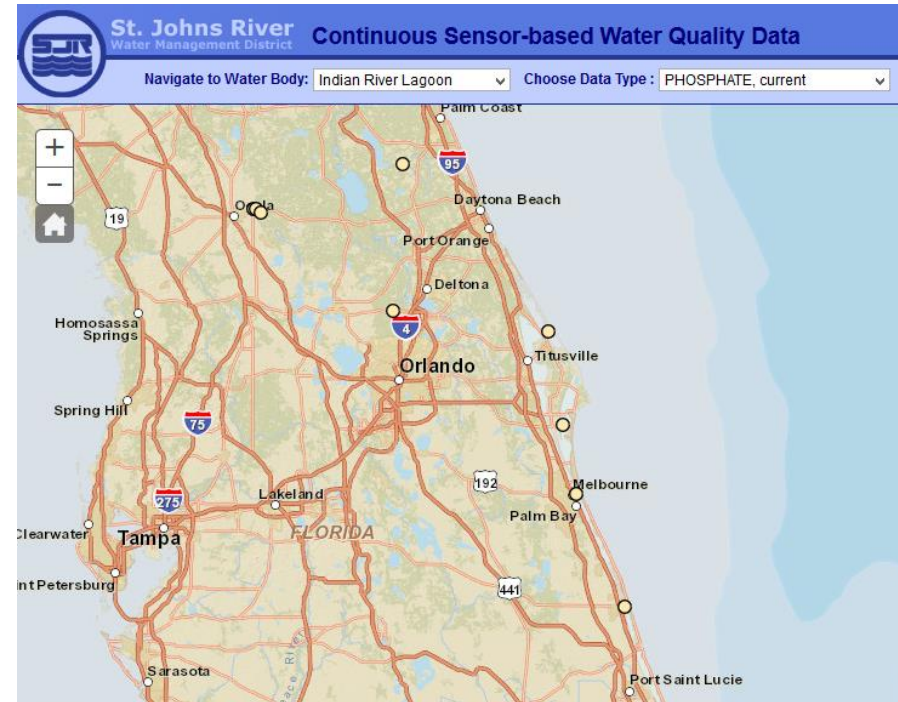 SJR
St. Johns River
Water Management District
Continuous Sensor-based Water Quality Data
Navigate to Water Body:
Indian River Lagoon
Choose Data Type :
PHOSPHATE, current
Palm Coast
+
−
95
19
Daytona Beach
Port Orange
Deltona
Homosassa
Springs
4
Titusville
Orlando
Spring Hill
75
192
Melbourne
275
Lakeland
Palm Bay
Clearwater
Tampa
FLORIDA
nt Petersburg
441
Sarasota
Port Saint Lucie